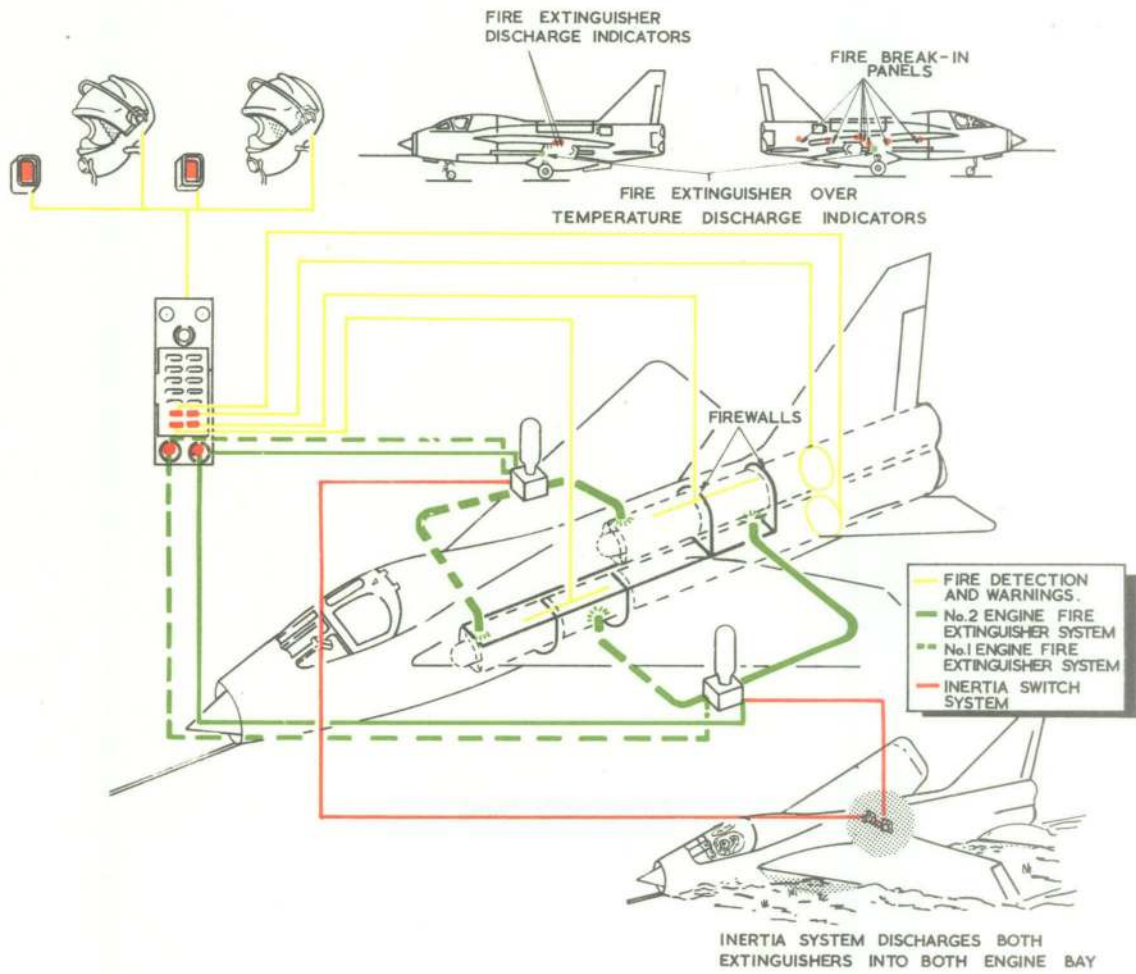 FIRE EXTINGUISHER
DISCHARGE INDICATORS
FIRE BREAK-IN
PANELS
FIRE EXTINGUISHER OVER
TEMPERATURE DISCHARGE INDICATORS
FIREWALLS
FIRE DETECTION
AND WARNINGS.
No.2 ENGINE FIRE
EXTINGUISHER SYSTEM
No.1 ENGINE FIRE
EXTINGUISHER SYSTEM
INERTIA SWITCH
SYSTEM
INERTIA SYSTEM DISCHARGES BOTH
EXTINGUISHERS INTO BOTH ENGINE BAY